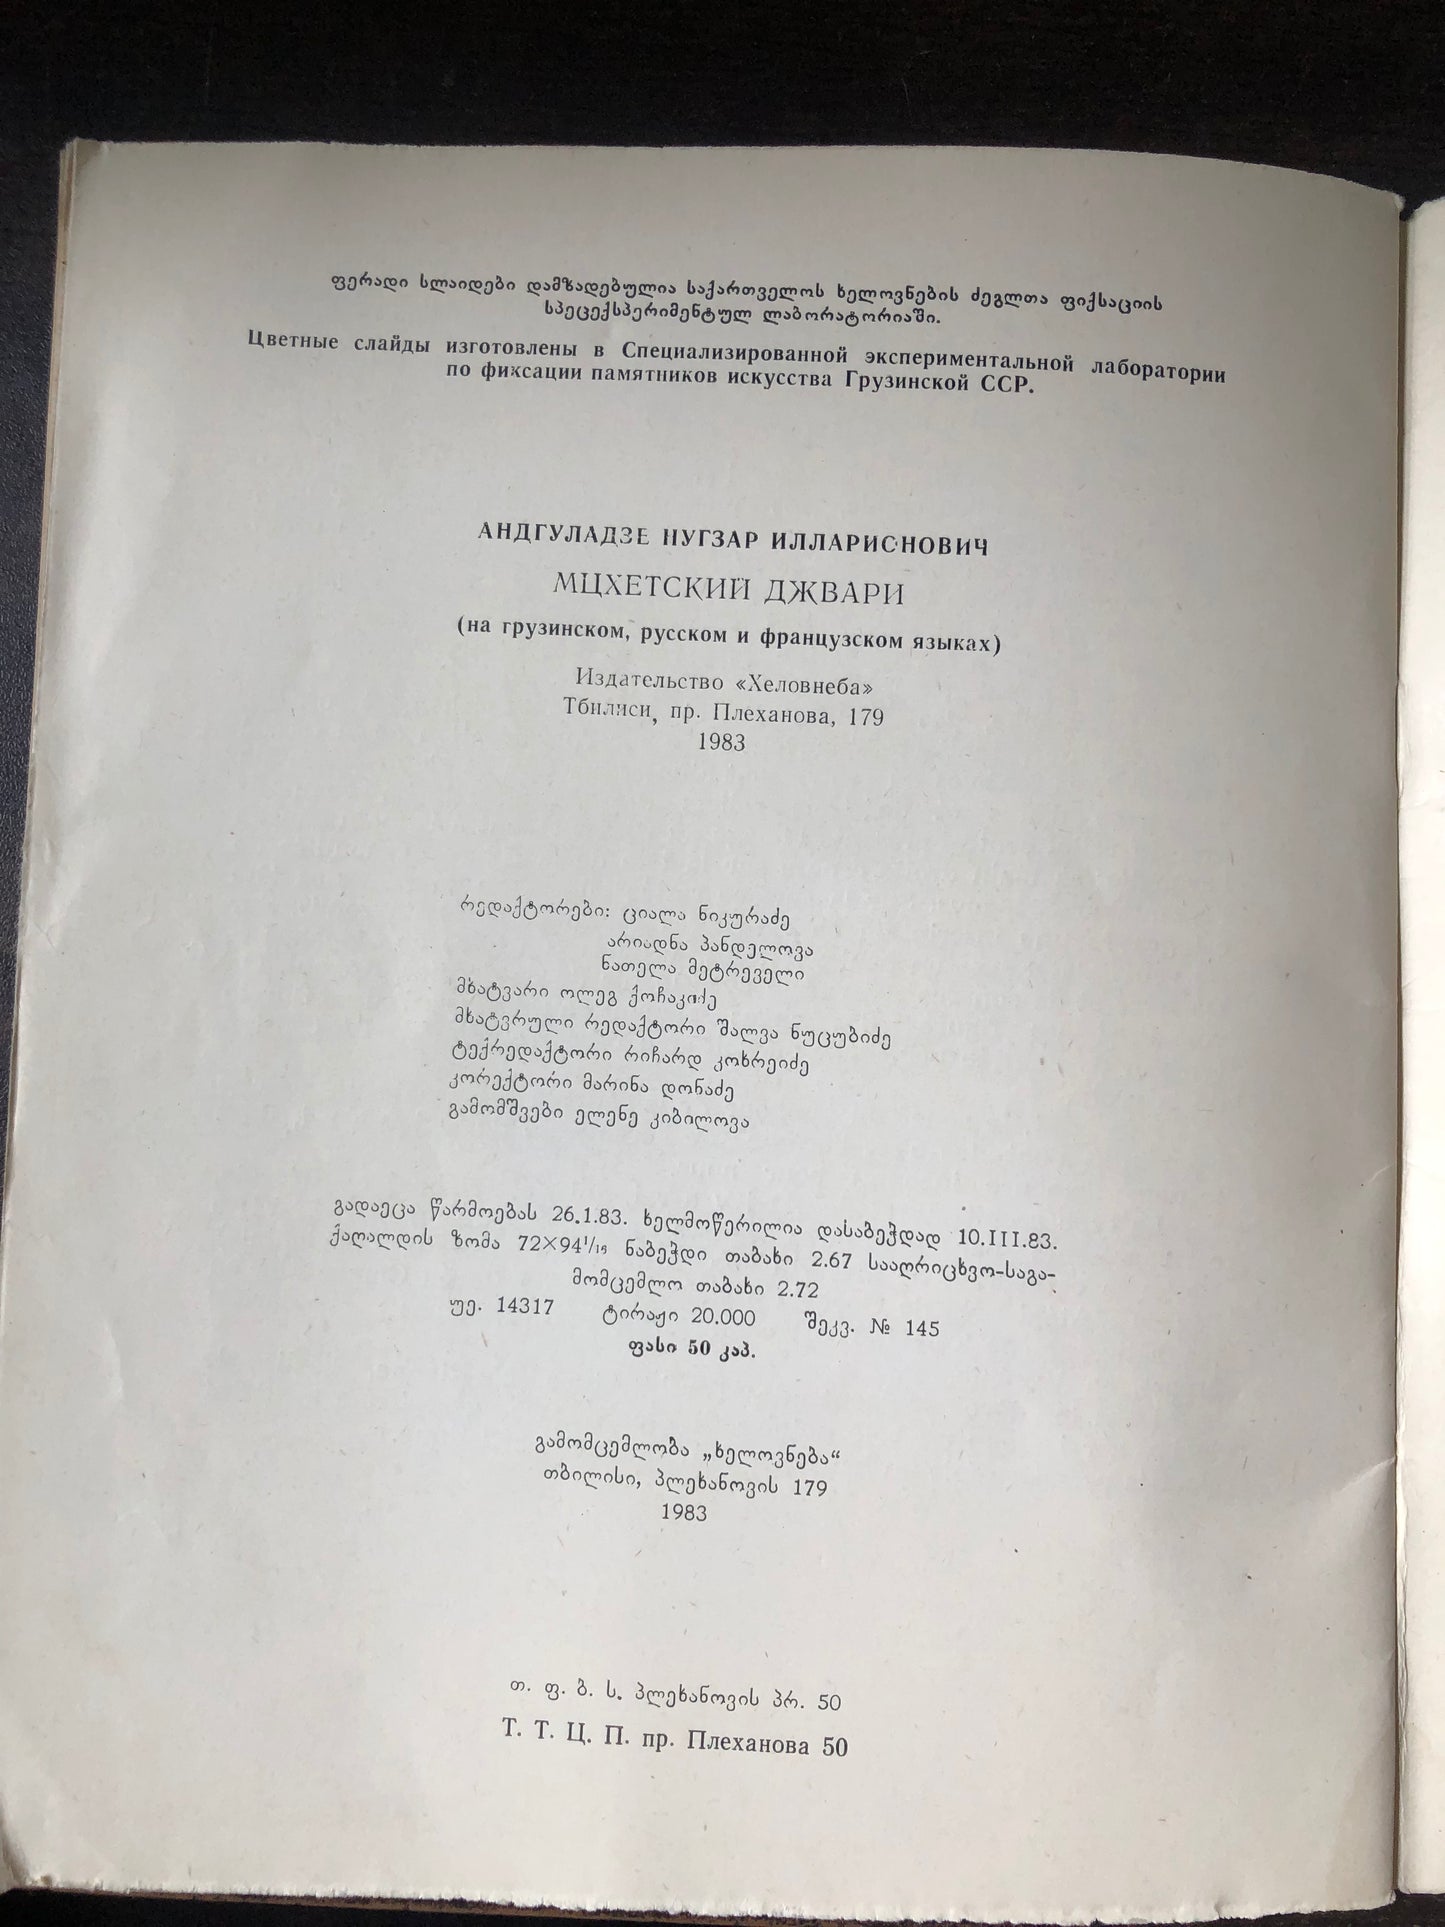 ფერადი სლაიდები დამზადებულია საქართველოს ხელოვნების ძეგლთა ფიქსაციის
სპეცექსპერიმენტულ ლაბორატორიაში.
Цветные слайды изготовлены в Специализированной экспериментальной лаборатории
по фиксации памятников искусства Грузинской ССР.
АНДГУЛАДЗЕ НУГЗАР ИЛЛАРИОНОВИЧ
МЦХЕТСКИЙ ДЖВАРИ
(на грузинском, русском и французском языках)
Издательство «Хеловнеба»
Тбилиси, пр. Плеханова, 179
1983
რედაქტორები: ციალა ნიკურაძე
არიადნა პანდელოვა
ნათელა მეტრეველი
მხატვარი ოლეგ ქოჩაკიძე
მხატვრული რედაქტორი შალვა ნუცუბიძე
ტექრედაქტორი რიჩარდ კოხრეიძე
კორექტორი მარინა დონაძე
გამომშვები ელენე კიბილოვა
გადაეცა წარმოებას 26.1.83. ხელმოწერილია დასაბეჭდად 10.III.83.
ქაღალდის ზომა 72×94¹/₁₆ ნაბეჭდი თაბახი 2.67 სააღრიცხვო-საგა-
მომცემლო თაბახი 2.72
უე. 14317 ტირაჟი 20.000 შეკვ. № 145
ფასი 50 კაპ.
გამომცემლობა „ხელოვნება“
თბილისი, პლეხანოვის 179
1983
თ. ფ. ბ. ს. პლეხანოვის პრ. 50
Т. Т. Ц. П. пр. Плеханова 50